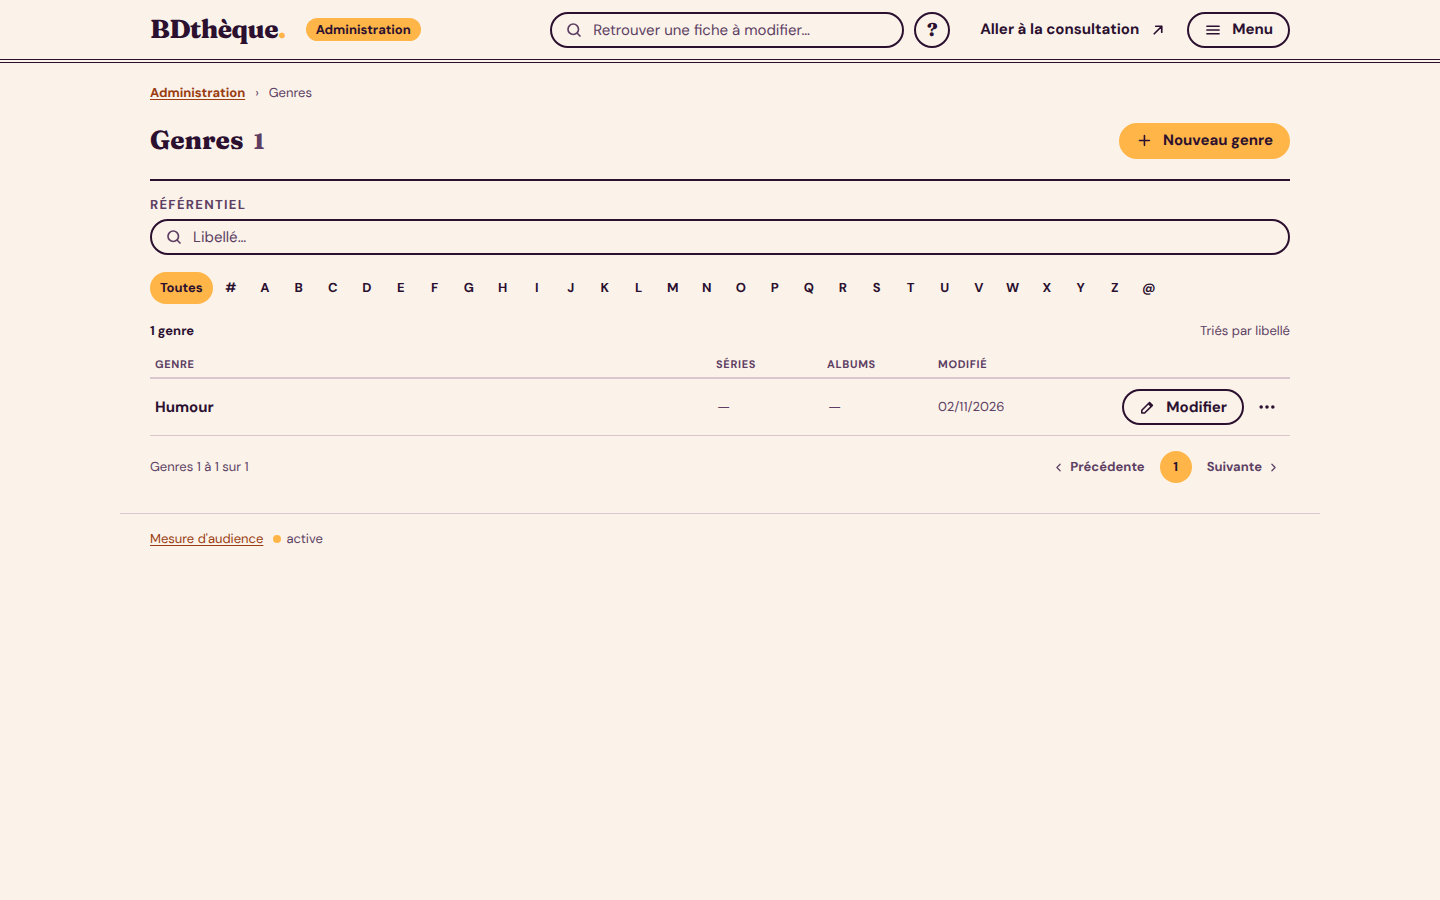 BDthèque. Administration Retrouver une fiche à modifier... ? Aller à la consultation Menu
Administration › Genres
Genres 1 Nouveau genre
RÉFÉRENTIEL
Libellé...
Toutes # A B C D E F G H I J K L M N O P Q R S T U V W X Y Z @
1 genre Triés par libellé
GENRE SÉRIES ALBUMS MODIFIÉ
Humour — — 02/11/2026 Modifier ...
Genres 1 à 1 sur 1 ‹ Précédente 1 Suivante ›
Mesure d'audience active